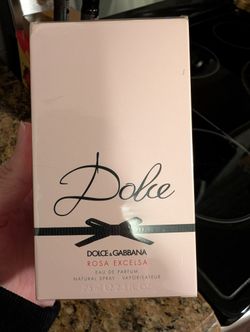 Dolce
DOLCE&GABBANA
ROSA EXCELSA
EAU DE PARFUM
NATURAL SPRAY - VAPORISATEUR